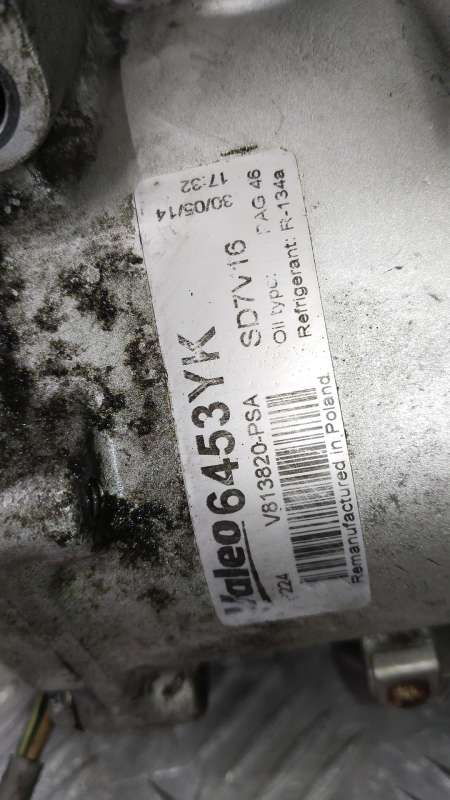 Valeo 6453YK
V813820-PSA
SD7V16
30/05/14
17:32
Oil type: PAG 46
Refrigerant: R-134a
224
Remanufactured in Poland